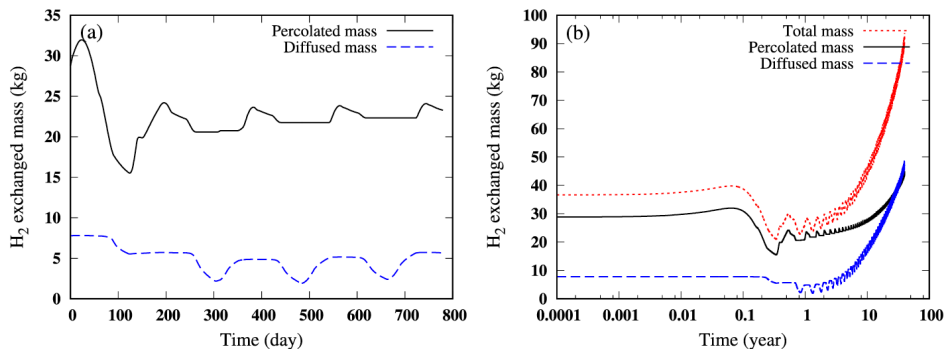 (a)
Percolated mass
Diffused mass
H2 exchanged mass (kg)
35
30
25
20
15
10
5
0
0 100 200 300 400 500 600 700 800
Time (day)
(b)
Total mass
Percolated mass
Diffused mass
H2 exchanged mass (kg)
100
90
80
70
60
50
40
30
20
10
0
0.0001 0.001 0.01 0.1 1 10 100
Time (year)